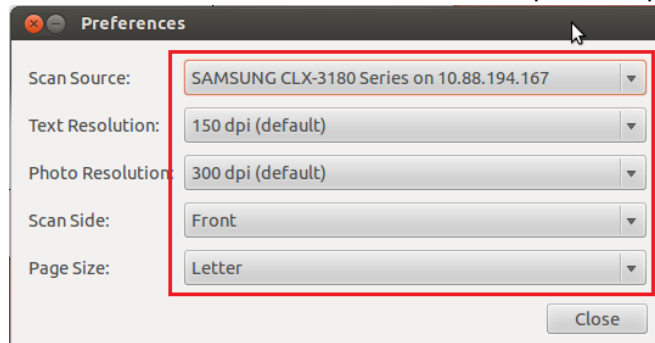 Preferences
Scan Source: SAMSUNG CLX-3180 Series on 10.88.194.167
Text Resolution: 150 dpi (default)
Photo Resolution: 300 dpi (default)
Scan Side: Front
Page Size: Letter
Close